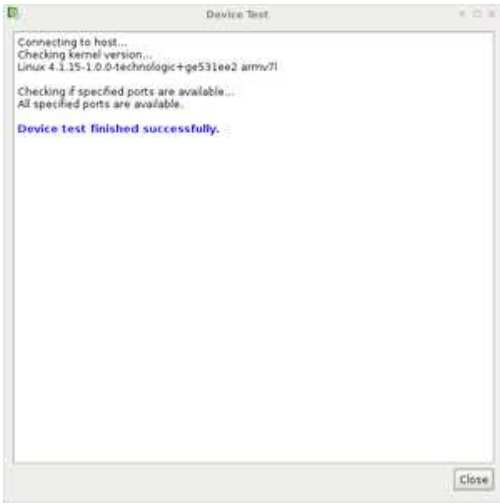 Device Test
Connecting to host...
Checking kernel version...
Linux 4.1.15-1.0.0-technologic+ge531ee2 armv7l
Checking if specified ports are available...
All specified ports are available.
Device test finished successfully.
Close